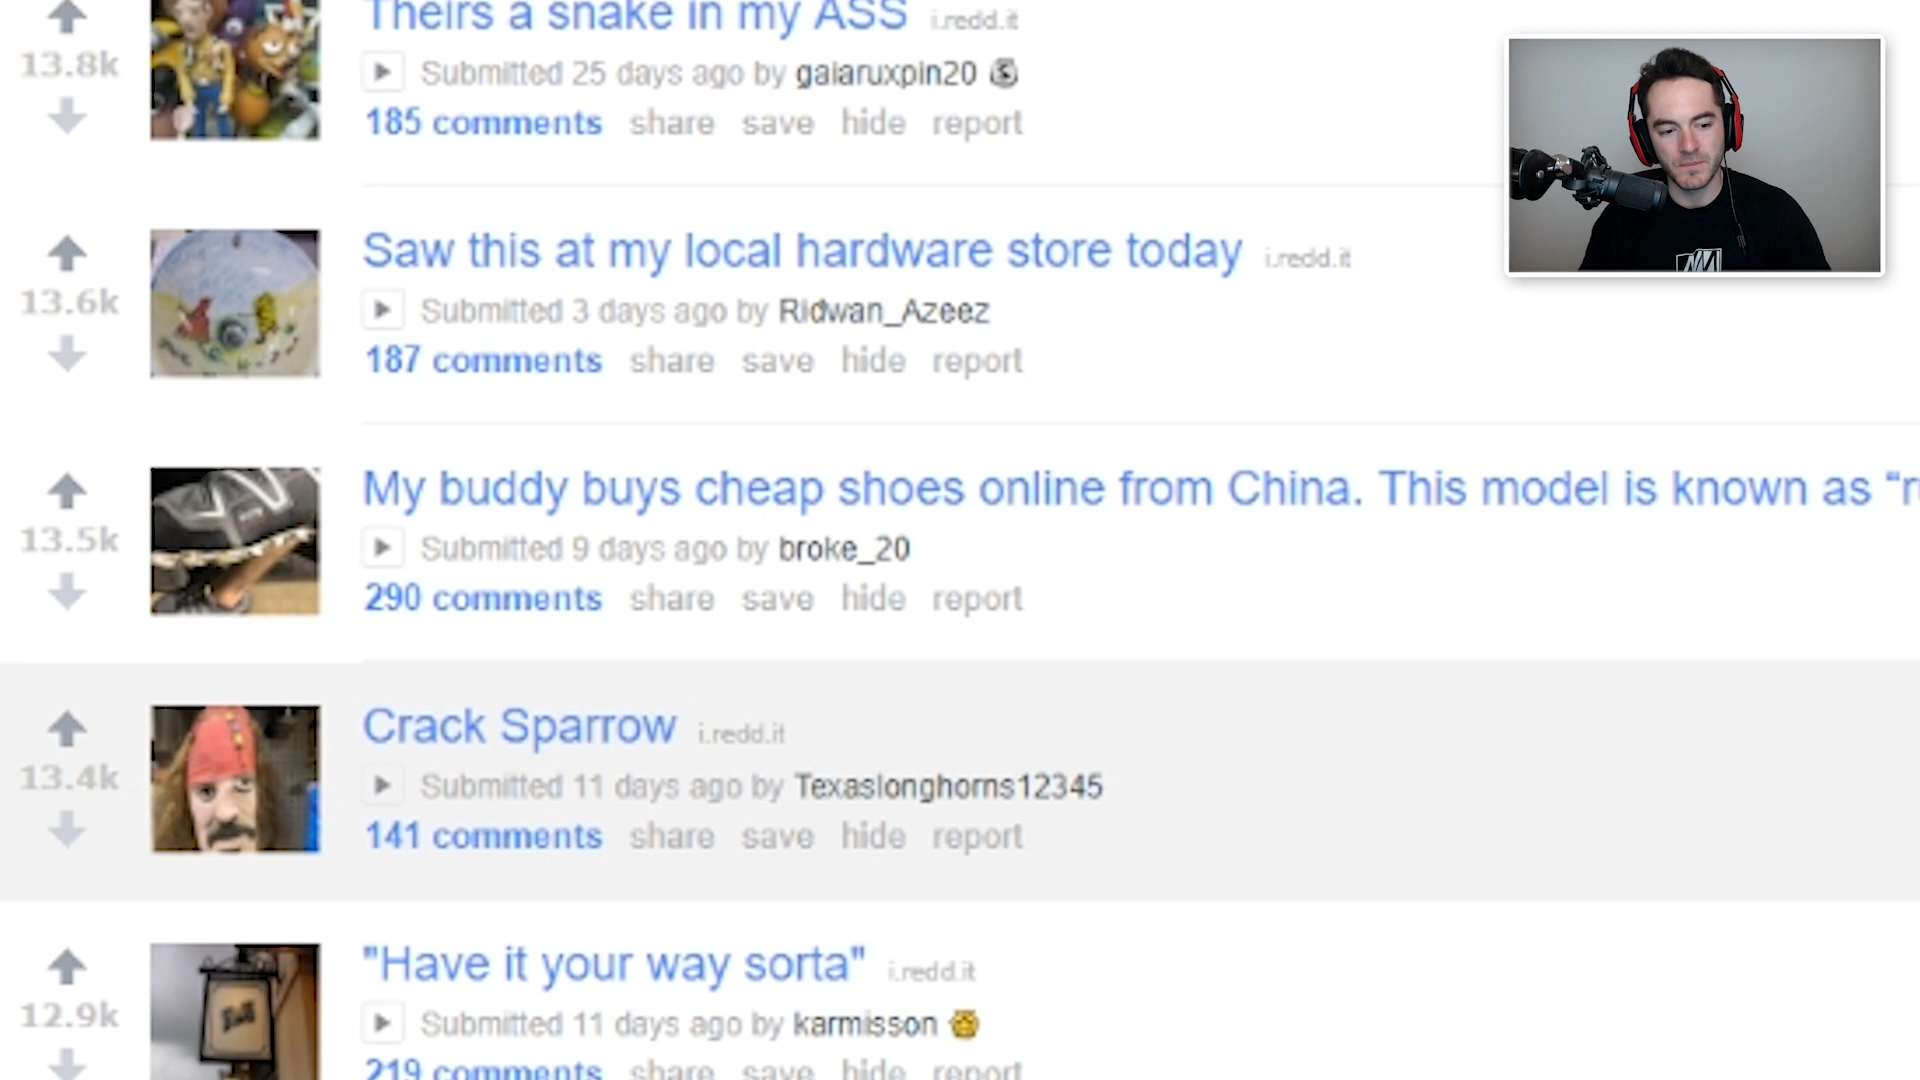 Theirs a snake in my ASS i.redd.it
13.8k
Submitted 25 days ago by gaiaruxpin20
185 comments share save hide report
Saw this at my local hardware store today i.redd.it
13.6k
Submitted 3 days ago by Ridwan_Azeez
187 comments share save hide report
My buddy buys cheap shoes online from China. This model is known as “ru
13.5k
Submitted 9 days ago by broke_20
290 comments share save hide report
Crack Sparrow i.redd.it
13.4k
Submitted 11 days ago by Texaslonghorns12345
141 comments share save hide report
"Have it your way sorta" i.redd.it
12.9k
Submitted 11 days ago by karmisson
219 comments share save hide report